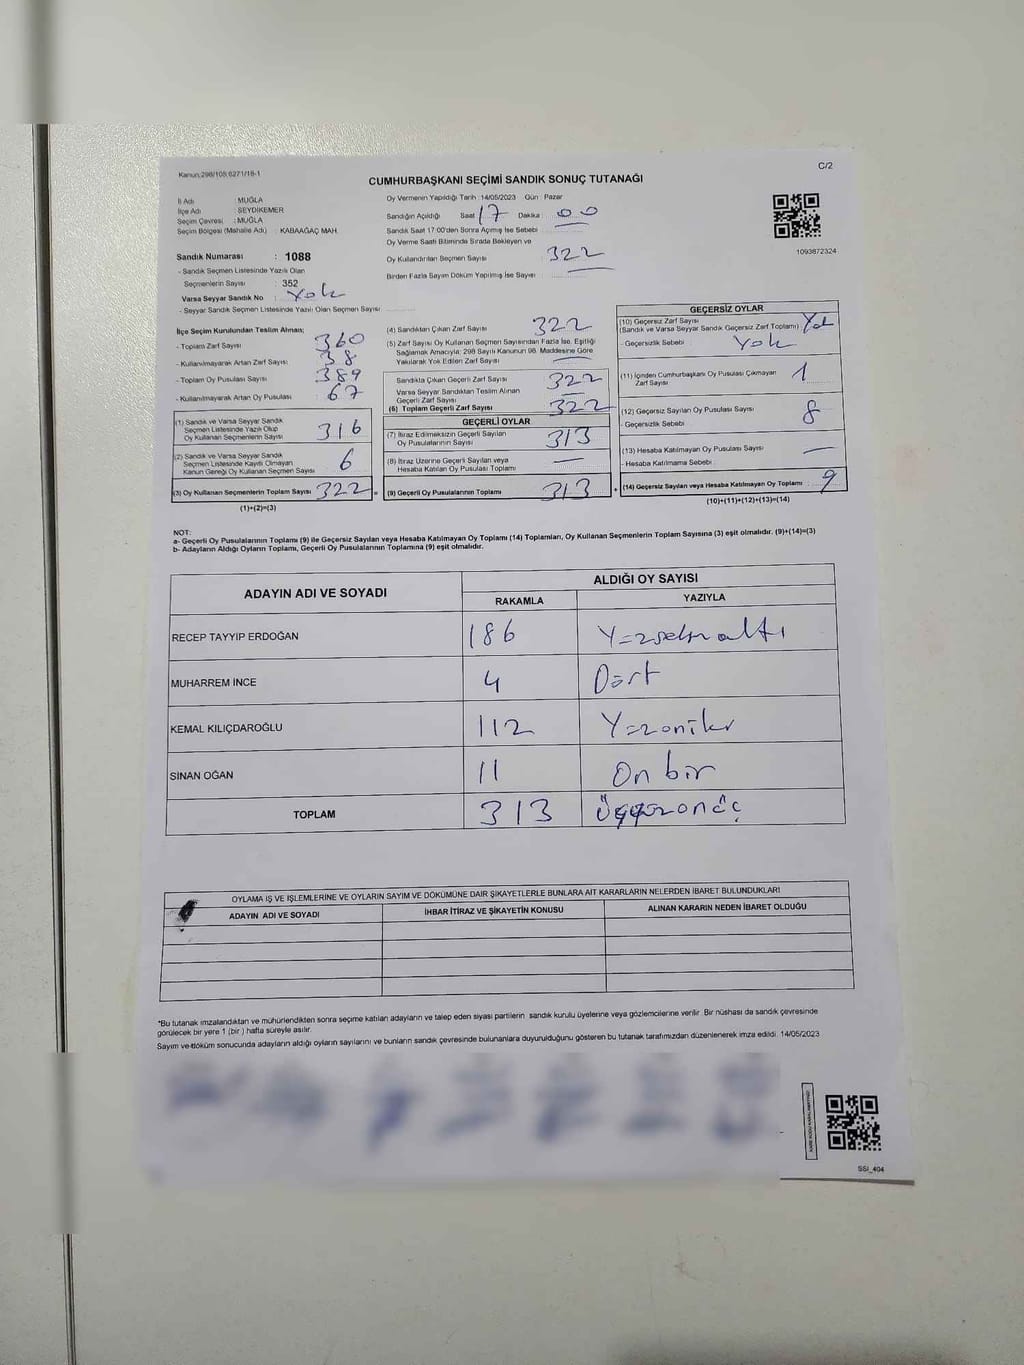 Kanun:298/105,6271/18-1
C/2
CUMHURBAŞKANI SEÇİMİ SANDIK SONUÇ TUTANAĞI
İl Adı : MUĞLA
İlçe Adı : SEYDİKEMER
Seçim Çevresi : MUĞLA
Seçim Bölgesi (Mahalle Adı) : KABAAĞAÇ MAH.
Sandık Numarası : 1088
- Sandık Seçmen Listesinde Yazılı Olan
Seçmenlerin Sayısı : 352
Varsa Seyyar Sandık No : Yok
- Seyyar Sandık Seçmen Listesinde Yazılı Olan Seçmen Sayısı
Oy Vermenin Yapıldığı Tarih : 14/05/2023 Gün : Pazar
Sandığın Açıldığı Saat 17 Dakika : 00
Sandık Saat 17:00'den Sonra Açılmış İse Sebebi
Oy Verme Saati Bitiminde Sırada Bekleyen ve
Oy Kullandırılan Seçmen Sayısı 322
Birden Fazla Sayım Döküm Yapılmış İse Sayısı
1093872324
İlçe Seçim Kurulundan Teslim Alınan;
- Toplam Zarf Sayısı : 360
- Kullanılmayarak Artan Zarf Sayısı : 38
- Toplam Oy Pusulası Sayısı : 389
- Kullanılmayarak Artan Oy Pusulası : 67
(1) Sandık ve Varsa Seyyar Sandık
Seçmen Listesinde Yazılı Olup
Oy Kullanan Seçmenlerin Sayısı 316
(2) Sandık ve Varsa Seyyar Sandık
Seçmen Listesinde Kayıtlı Olmayan
Kanun Gereği Oy Kullanan Seçmen Sayısı 6
(3) Oy Kullanan Seçmenlerin Toplam Sayısı 322 =
(1)+(2)=(3)
(4) Sandıktan Çıkan Zarf Sayısı 322
(5) Zarf Sayısı Oy Kullanan Seçmen Sayısından Fazla İse, Eşitliği
Sağlamak Amacıyla; 298 Sayılı Kanunun 98. Maddesine Göre
Yakılarak Yok Edilen Zarf Sayısı —
Sandıkta Çıkan Geçerli Zarf Sayısı 322
Varsa Seyyar Sandıktan Teslim Alınan
Geçerli Zarf Sayısı
(6) Toplam Geçerli Zarf Sayısı 322
GEÇERLİ OYLAR
(7) İtiraz Edilmeksizin Geçerli Sayılan
Oy Pusulalarının Sayısı 313
(8) İtiraz Üzerine Geçerli Sayılan veya
Hesaba Katılan Oy Pusulası Toplamı —
(9) Geçerli Oy Pusulalarının Toplamı 313 +
GEÇERSİZ OYLAR
(10) Geçersiz Zarf Sayısı
(Sandık ve Varsa Seyyar Sandık Geçersiz Zarf Toplamı) Yok
- Geçersizlik Sebebi : Yok
(11) İçinden Cumhurbaşkanı Oy Pusulası Çıkmayan
Zarf Sayısı 1
(12) Geçersiz Sayılan Oy Pusulası Sayısı 8
- Geçersizlik Sebebi
(13) Hesaba Katılmayan Oy Pusulası Sayısı —
- Hesaba Katılmama Sebebi
(14) Geçersiz Sayılan veya Hesaba Katılmayan Oy Toplamı 9
(10)+(11)+(12)+(13)=(14)
NOT:
a- Geçerli Oy Pusulalarının Toplamı (9) ile Geçersiz Sayılan veya Hesaba Katılmayan Oy Toplamı (14) Toplamları, Oy Kullanan Seçmenlerin Toplam Sayısına (3) eşit olmalıdır. (9)+(14)=(3)
b- Adayların Aldığı Oyların Toplamı, Geçerli Oy Pusulalarının Toplamına (9) eşit olmalıdır.
ADAYIN ADI VE SOYADI
ALDIĞI OY SAYISI
RAKAMLA YAZIYLA
RECEP TAYYİP ERDOĞAN 186 Yüzseksenaltı
MUHARREM İNCE 4 Dört
KEMAL KILIÇDAROĞLU 112 Yüzoniki
SİNAN OĞAN 11 On bir
TOPLAM 313 Üçyüzonüç
OYLAMA İŞ VE İŞLEMLERİNE VE OYLARIN SAYIM VE DÖKÜMÜNE DAİR ŞİKAYETLERLE BUNLARA AİT KARARLARIN NELERDEN İBARET BULUNDUKLARI
ADAYIN ADI VE SOYADI İHBAR İTİRAZ VE ŞİKAYETİN KONUSU ALINAN KARARIN NEDEN İBARET OLDUĞU
*Bu tutanak imzalandıktan ve mühürlendikten sonra seçime katılan adayların ve talep eden siyasi partilerin sandık kurulu üyelerine veya gözlemcilerine verilir. Bir nüshası da sandık çevresinde
görülecek bir yere 1 (bir ) hafta süreyle asılır.
Sayım ve döküm sonucunda adayların aldığı oyların sayılarını ve bunların sandık çevresinde bulunanlara duyurulduğunu gösteren bu tutanak tarafımızdan düzenlenerek imza edildi. 14/05/2023
SSİ_404